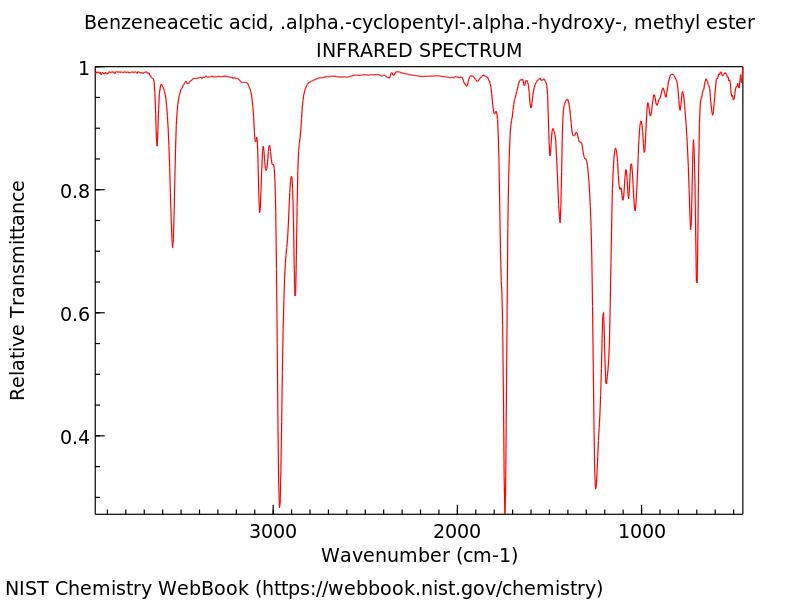 Benzeneacetic acid, .alpha.-cyclopentyl-.alpha.-hydroxy-, methyl ester
INFRARED SPECTRUM
1
0.8
0.6
0.4
Relative Transmittance
3000 2000 1000
Wavenumber (cm-1)
NIST Chemistry WebBook (https://webbook.nist.gov/chemistry)